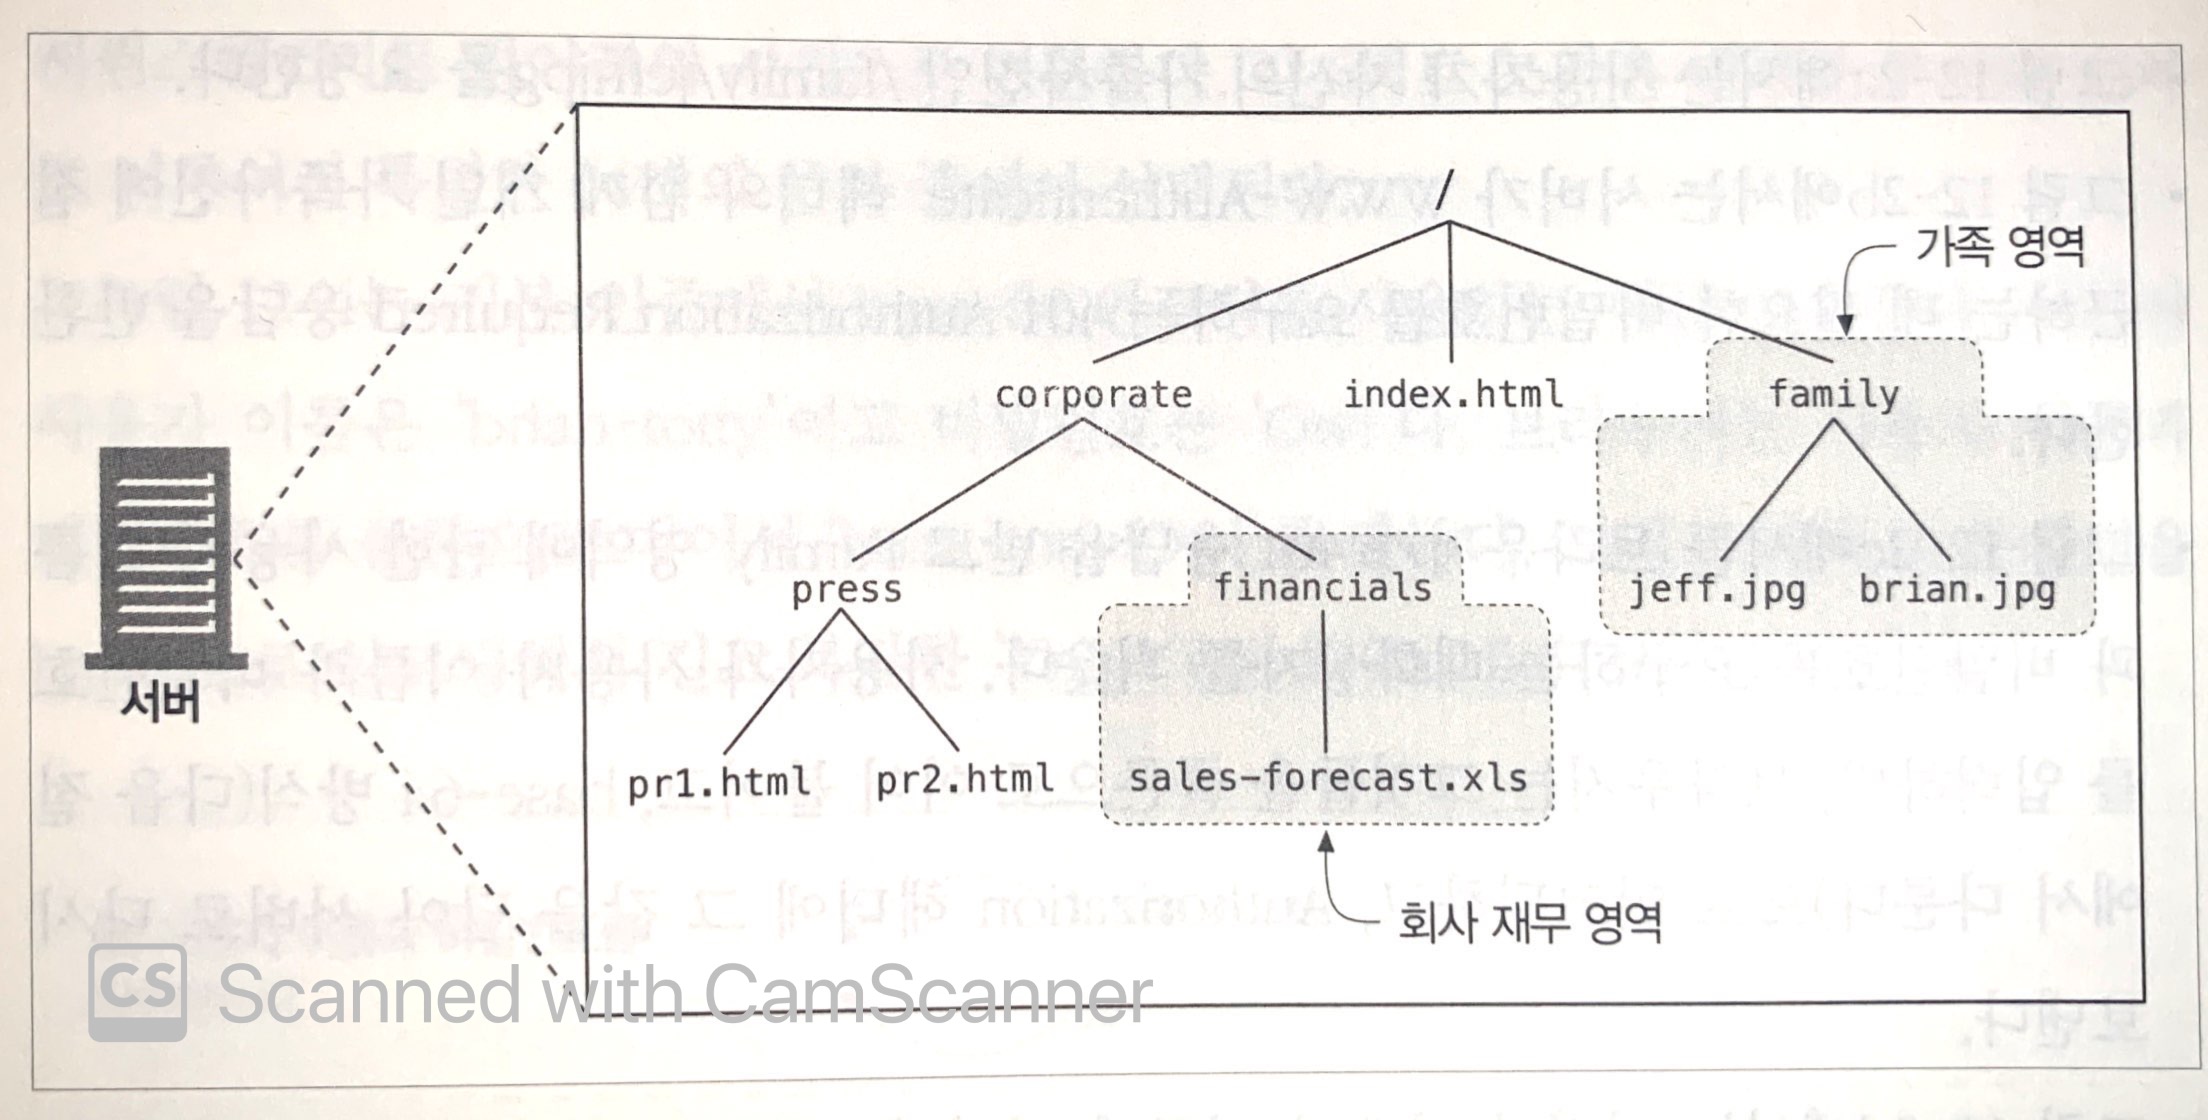 /
가족 영역
corporate
index.html
family
press
financials
jeff.jpg
brian.jpg
서버
pr1.html
pr2.html
sales-forecast.xls
회사 재무 영역
CS Scanned with CamScanner